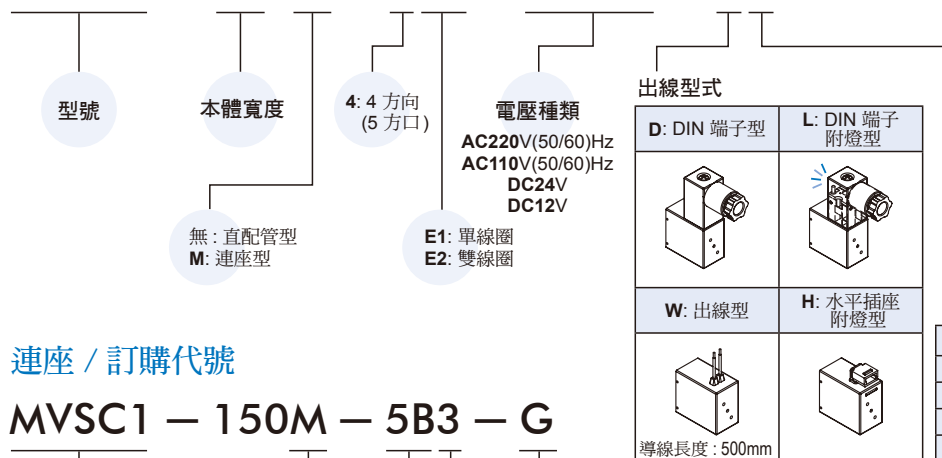 型號
本體寬度
4: 4 方向
(5 方口)
電壓種類
AC220V(50/60)Hz
AC110V(50/60)Hz
DC24V
DC12V
無 : 直配管型
M: 連座型
E1: 單線圈
E2: 雙線圈
出線型式
D: DIN 端子型
L: DIN 端子
附燈型
W: 出線型
H: 水平插座
附燈型
導線長度 : 500mm
連座 / 訂購代號
MVSC1 — 150M — 5B3 — G